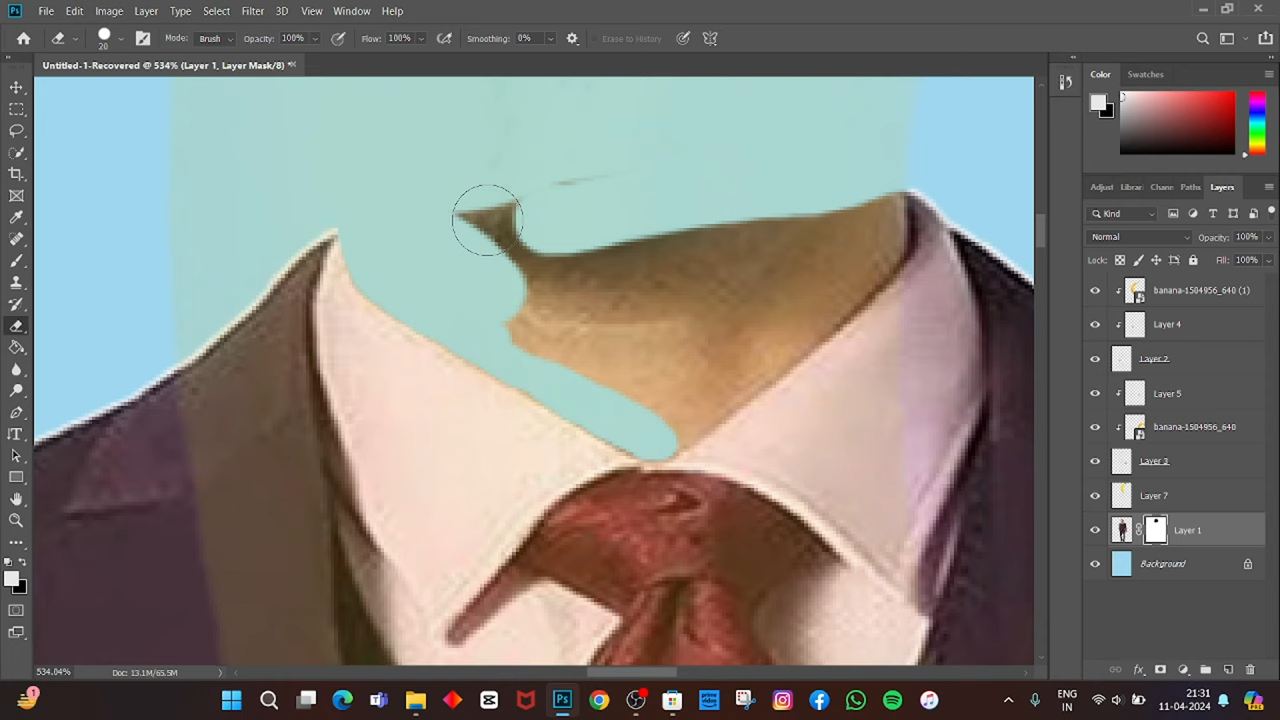 Ps File Edit Image Layer Type Select Filter 3D View Window Help
20 Mode: Brush Opacity: 100% Flow: 100% Smoothing: 0% Erase to History
Untitled-1-Recovered @ 534% (Layer 1, Layer Mask/8) *
Color Swatches
Adjust Librar Chann Paths Layers
Kind
Normal Opacity: 100%
Lock: Fill: 100%
banana-1504956_640 (1)
Layer 4
Layer 2
Layer 5
banana-1504956_640
Layer 3
Layer 7
Layer 1
Background
534.04% Doc: 13.1M/65.5M
ENG
IN
21:31
11-04-2024